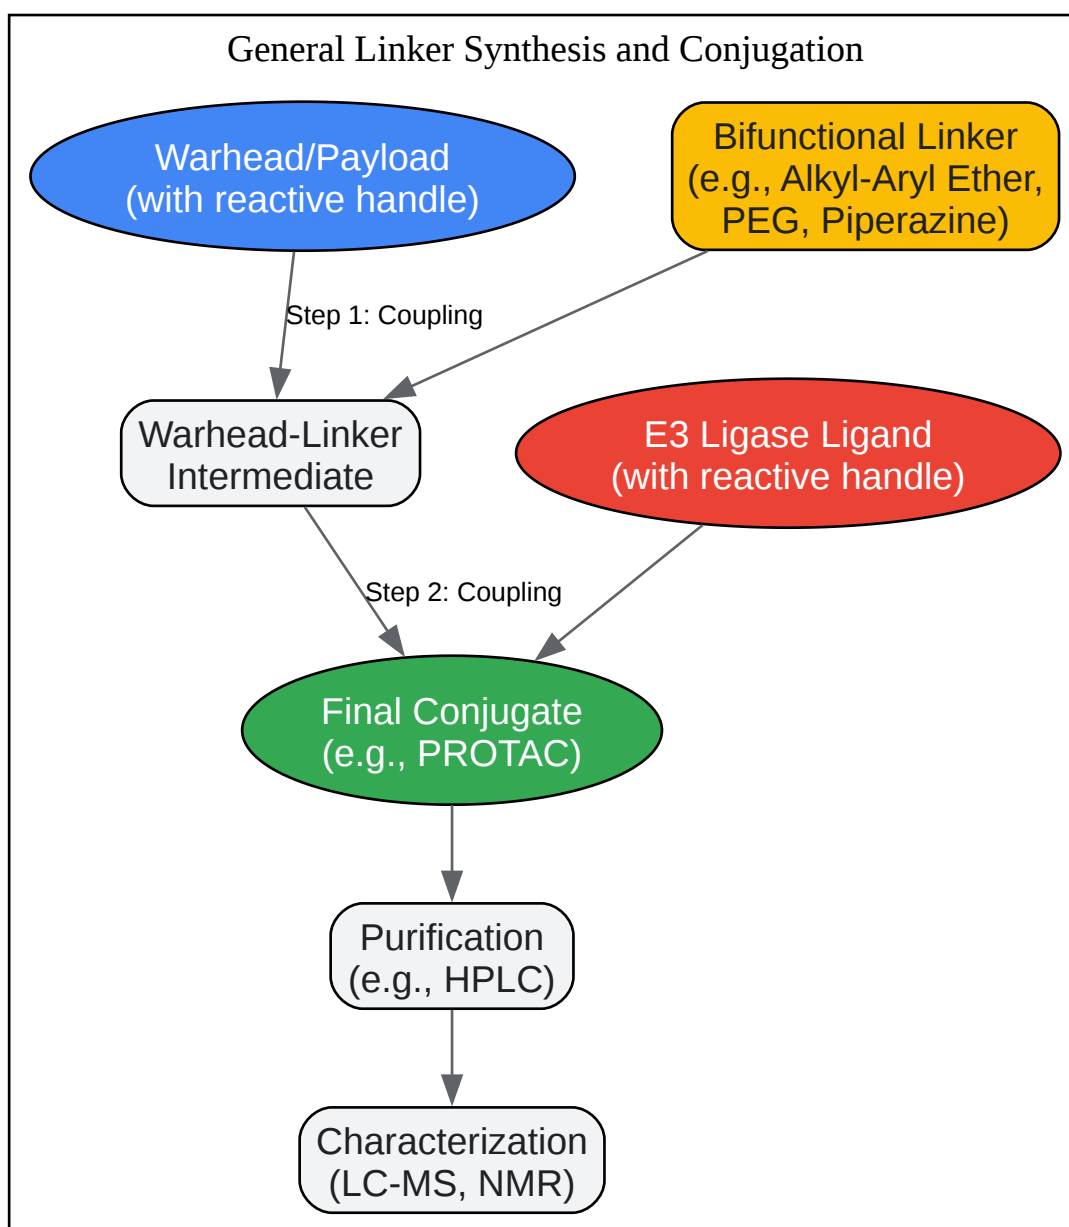 General Linker Synthesis and Conjugation
Warhead/Payload
(with reactive handle)
Bifunctional Linker
(e.g., Alkyl-Aryl Ether,
PEG, Piperazine)
Step 1: Coupling
Warhead-Linker
Intermediate
E3 Ligase Ligand
(with reactive handle)
Step 2: Coupling
Final Conjugate
(e.g., PROTAC)
Purification
(e.g., HPLC)
Characterization
(LC-MS, NMR)